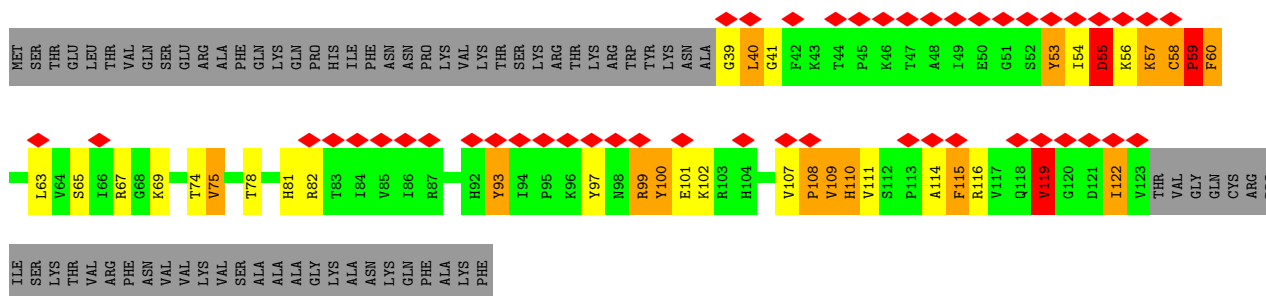 MET SER THR GLU LEU THR VAL GLN SER GLU ARG ALA PHE GLN LYS GLN PRO HIS ILE PHE ASN ASN PRO LYS VAL LYS THR SER LYS ARG THR LYS ARG TRP TYR LYS ASN ALA G39 L40 G41 F42 K43 T44 P45 K46 T47 A48 I49 E50 G51 S52 Y53 I54 D55 K56 K57 C58 P59 F60
L63 V64 S65 I66 R67 G68 K69 T74 V75 T78 H81 R82 T83 I84 V85 I86 R87 H92 Y93 I94 P95 K96 Y97 N98 R99 Y100 E101 K102 R103 H104 V107 P108 V109 H110 V111 S112 P113 A114 F115 R116 V117 Q118 V119 G120 D121 I122 V123 THR VAL GLY GLN CYS ARG
ILE SER LYS THR VAL ARG PHE ASN VAL VAL LYS VAL SER ALA ALA ALA GLY LYS ALA ASN LYS GLN PHE ALA LYS PHE